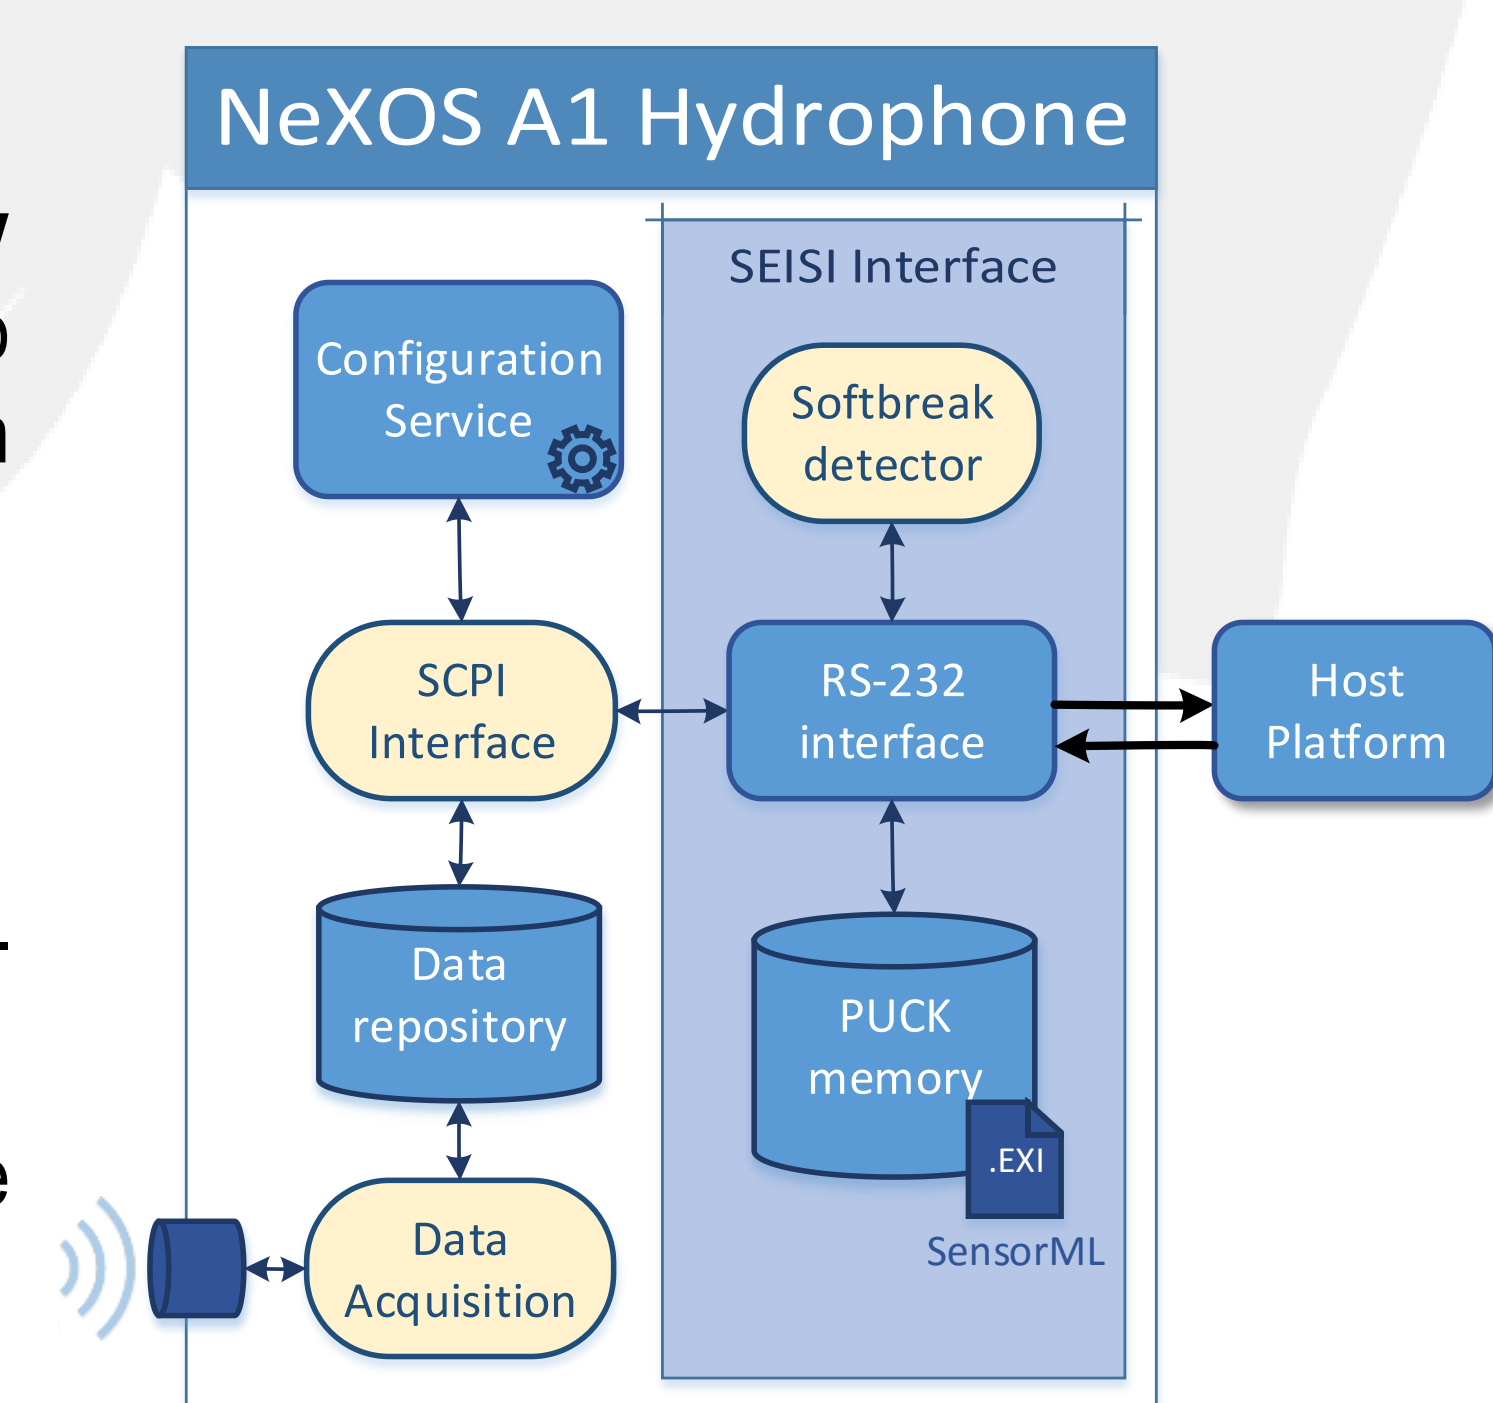 NeXOS A1 Hydrophone
SEISI Interface
Configuration
Service
Softbreak
detector
SCPI
Interface
RS-232
interface
Host
Platform
Data
repository
PUCK
memory
.EXI
SensorML
Data
Acquisition